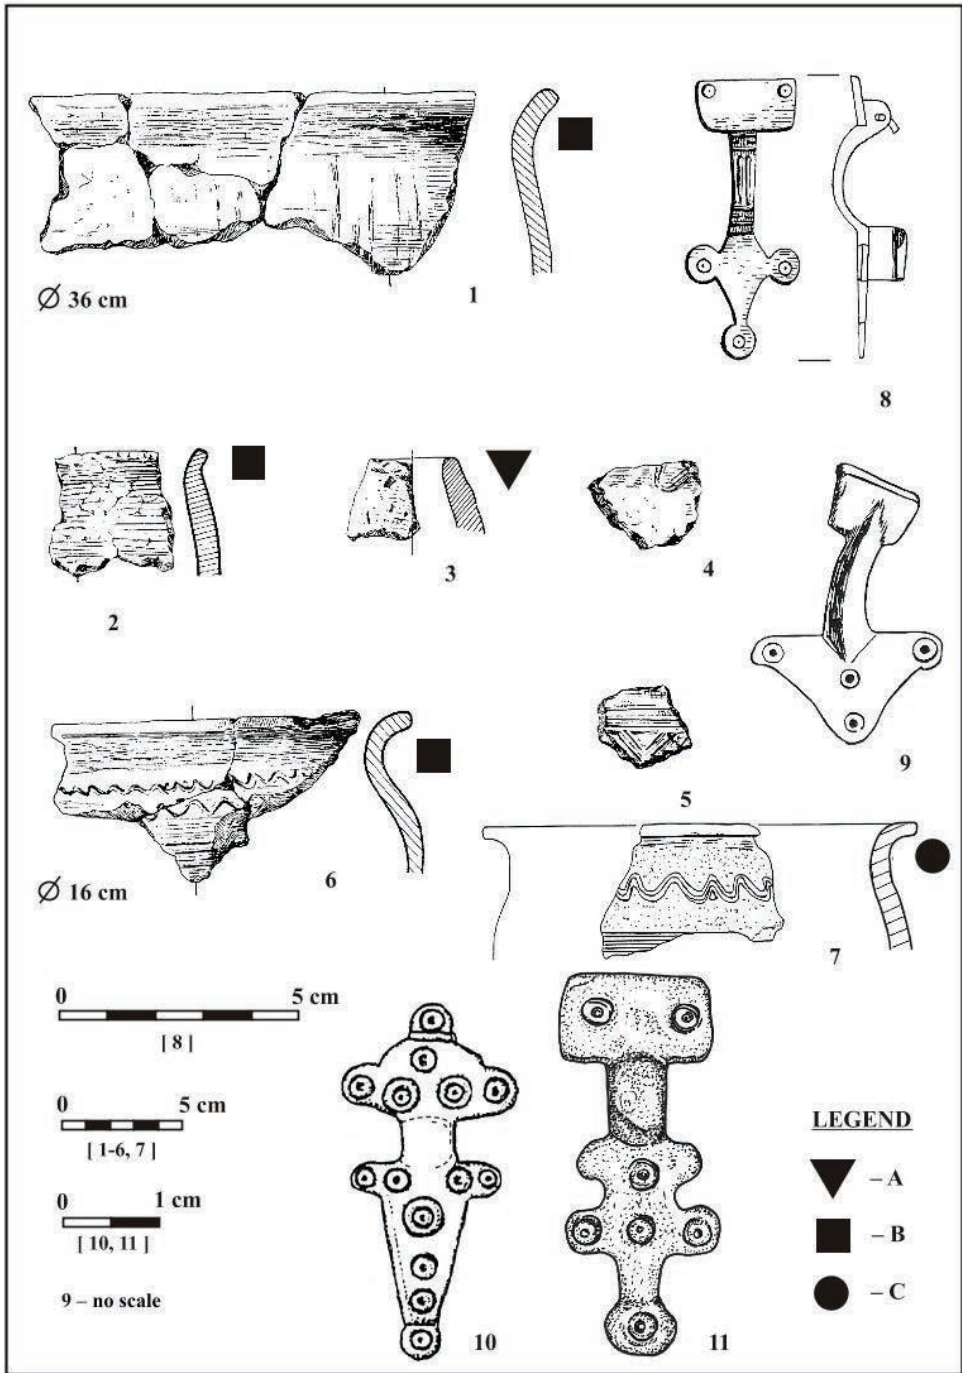 Ø 36 cm
1
8
2
3
4
5
9
Ø 16 cm
6
7
0 5 cm
[ 8 ]
0 5 cm
[ 1-6, 7 ]
0 1 cm
[ 10, 11 ]
9 – no scale
10
11
LEGEND
– A
– B
– C